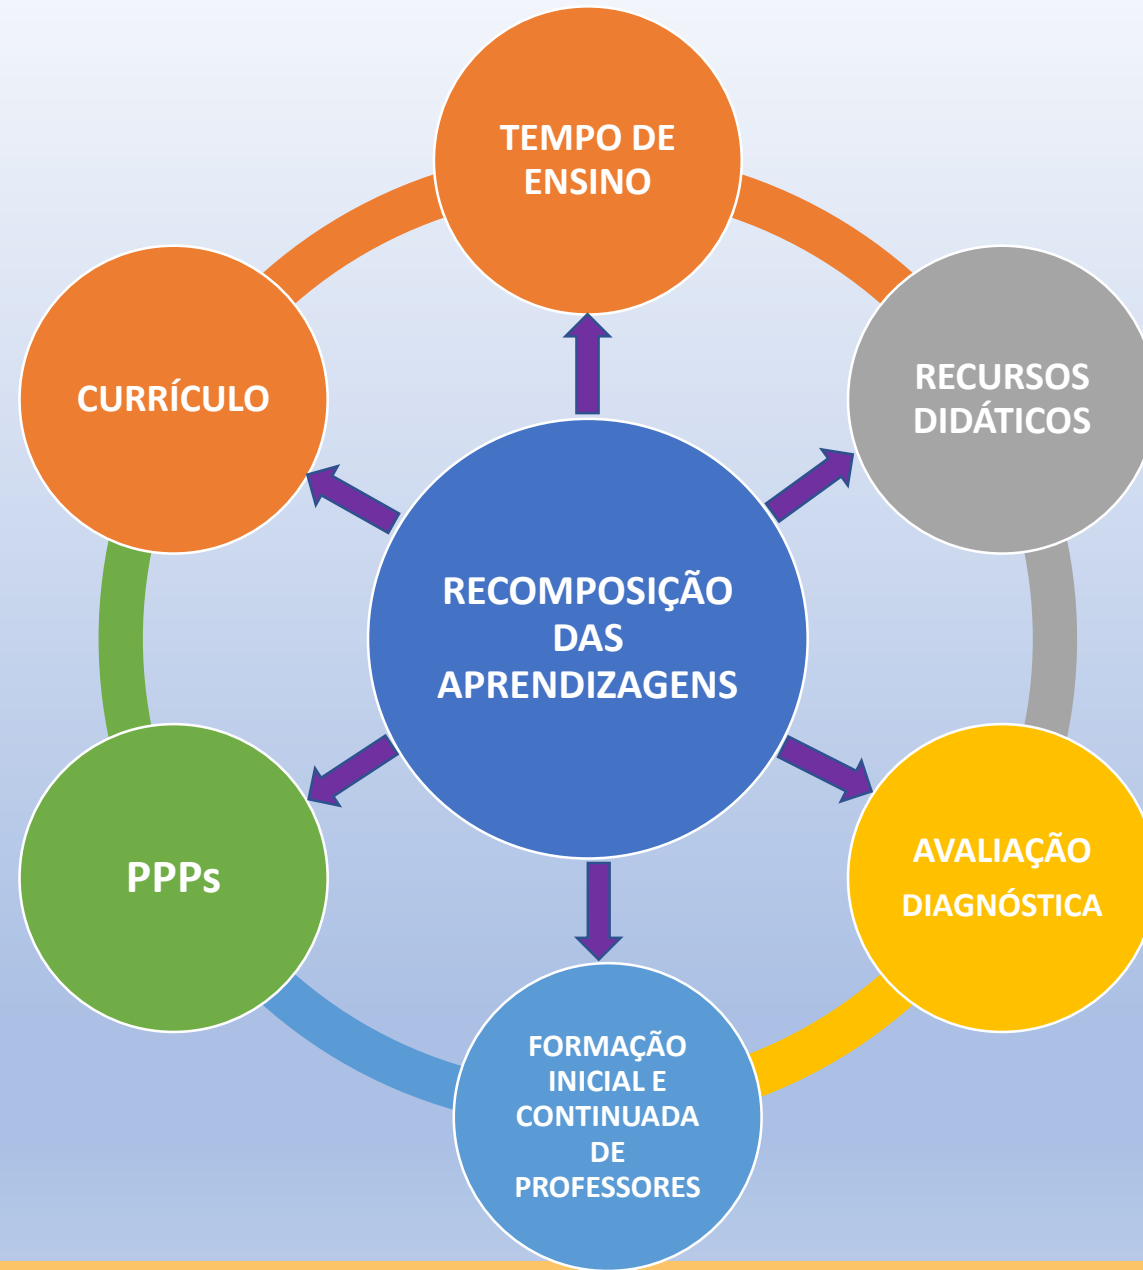 TEMPO DE
ENSINO
CURRÍCULO
RECURSOS
DIDÁTICOS
RECOMPOSIÇÃO
DAS
APRENDIZAGENS
PPPs
AVALIAÇÃO
DIAGNÓSTICA
FORMAÇÃO
INICIAL E
CONTINUADA
DE
PROFESSORES